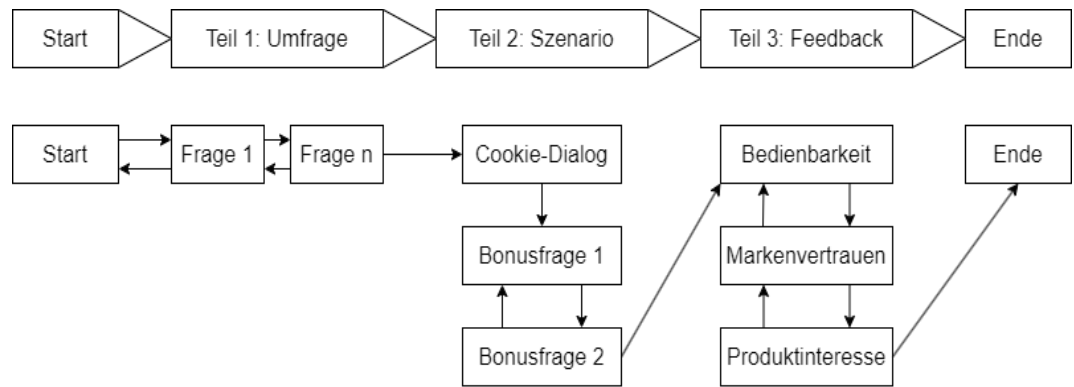 Start
Teil 1: Umfrage
Teil 2: Szenario
Teil 3: Feedback
Ende
Start
Frage 1
Frage n
Cookie-Dialog
Bedienbarkeit
Ende
Bonusfrage 1
Markenvertrauen
Bonusfrage 2
Produktinteresse